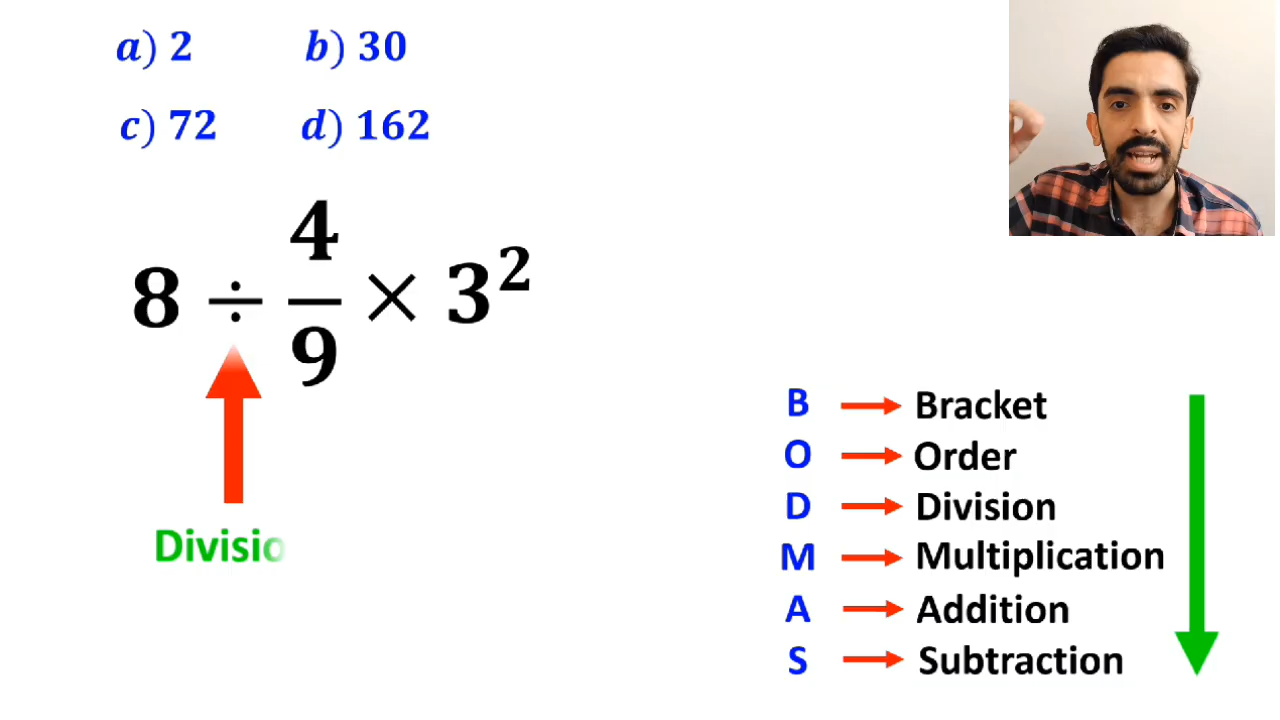 a) 2 b) 30
c) 72 d) 162
8 ÷ 4/9 × 3²
Divisio
B → Bracket
O → Order
D → Division
M → Multiplication
A → Addition
S → Subtraction